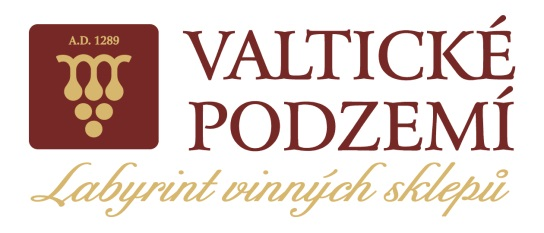 A.D. 1289
VALTICKÉ
PODZEMÍ
Labyrint vinných sklepů